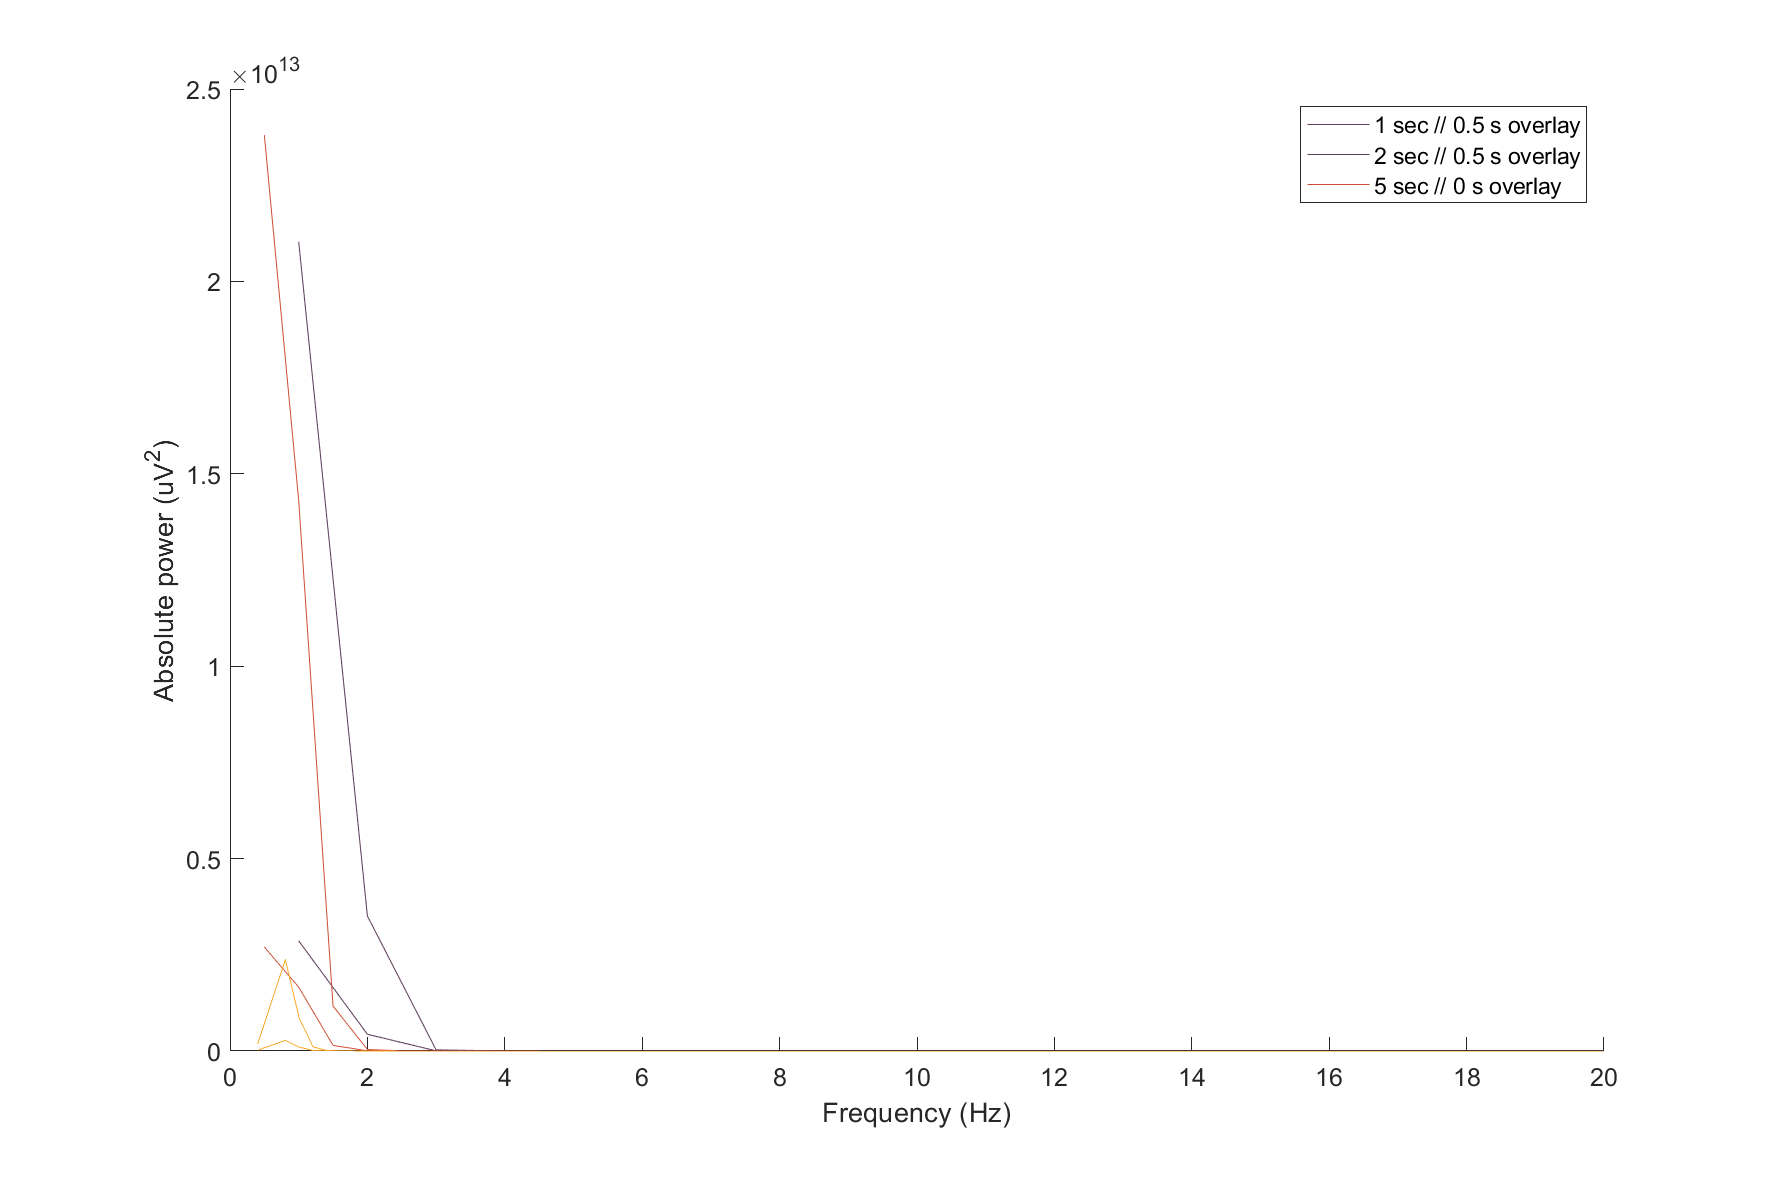 ×10^13
2.5
2
1.5
1
0.5
0
Absolute power (uV^2)
0 2 4 6 8 10 12 14 16 18 20
Frequency (Hz)
1 sec // 0.5 s overlay
2 sec // 0.5 s overlay
5 sec // 0 s overlay